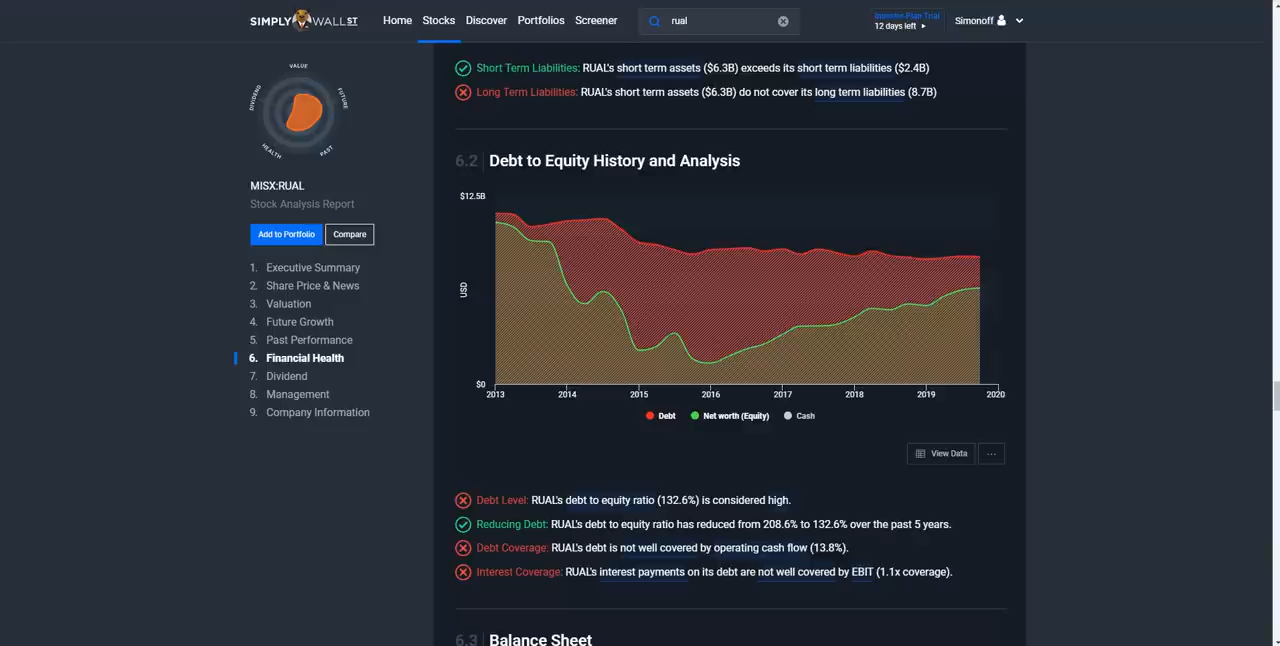 SIMPLY WALL ST
Home Stocks Discover Portfolios Screener
rual
Investor Plan Trial
12 days left ▸
Simonoff
VALUE
FUTURE
PAST
HEALTH
DIVIDEND
MISX:RUAL
Stock Analysis Report
Add to Portfolio
Compare
1. Executive Summary
2. Share Price & News
3. Valuation
4. Future Growth
5. Past Performance
6. Financial Health
7. Dividend
8. Management
9. Company Information
Short Term Liabilities: RUAL's short term assets ($6.3B) exceeds its short term liabilities ($2.4B)
Long Term Liabilities: RUAL's short term assets ($6.3B) do not cover its long term liabilities (8.7B)
6.2 Debt to Equity History and Analysis
$12.5B
USD
$0
2013 2014 2015 2016 2017 2018 2019 2020
Debt Net worth (Equity) Cash
View Data ...
Debt Level: RUAL's debt to equity ratio (132.6%) is considered high.
Reducing Debt: RUAL's debt to equity ratio has reduced from 208.6% to 132.6% over the past 5 years.
Debt Coverage: RUAL's debt is not well covered by operating cash flow (13.8%).
Interest Coverage: RUAL's interest payments on its debt are not well covered by EBIT (1.1x coverage).
6.3 Balance Sheet